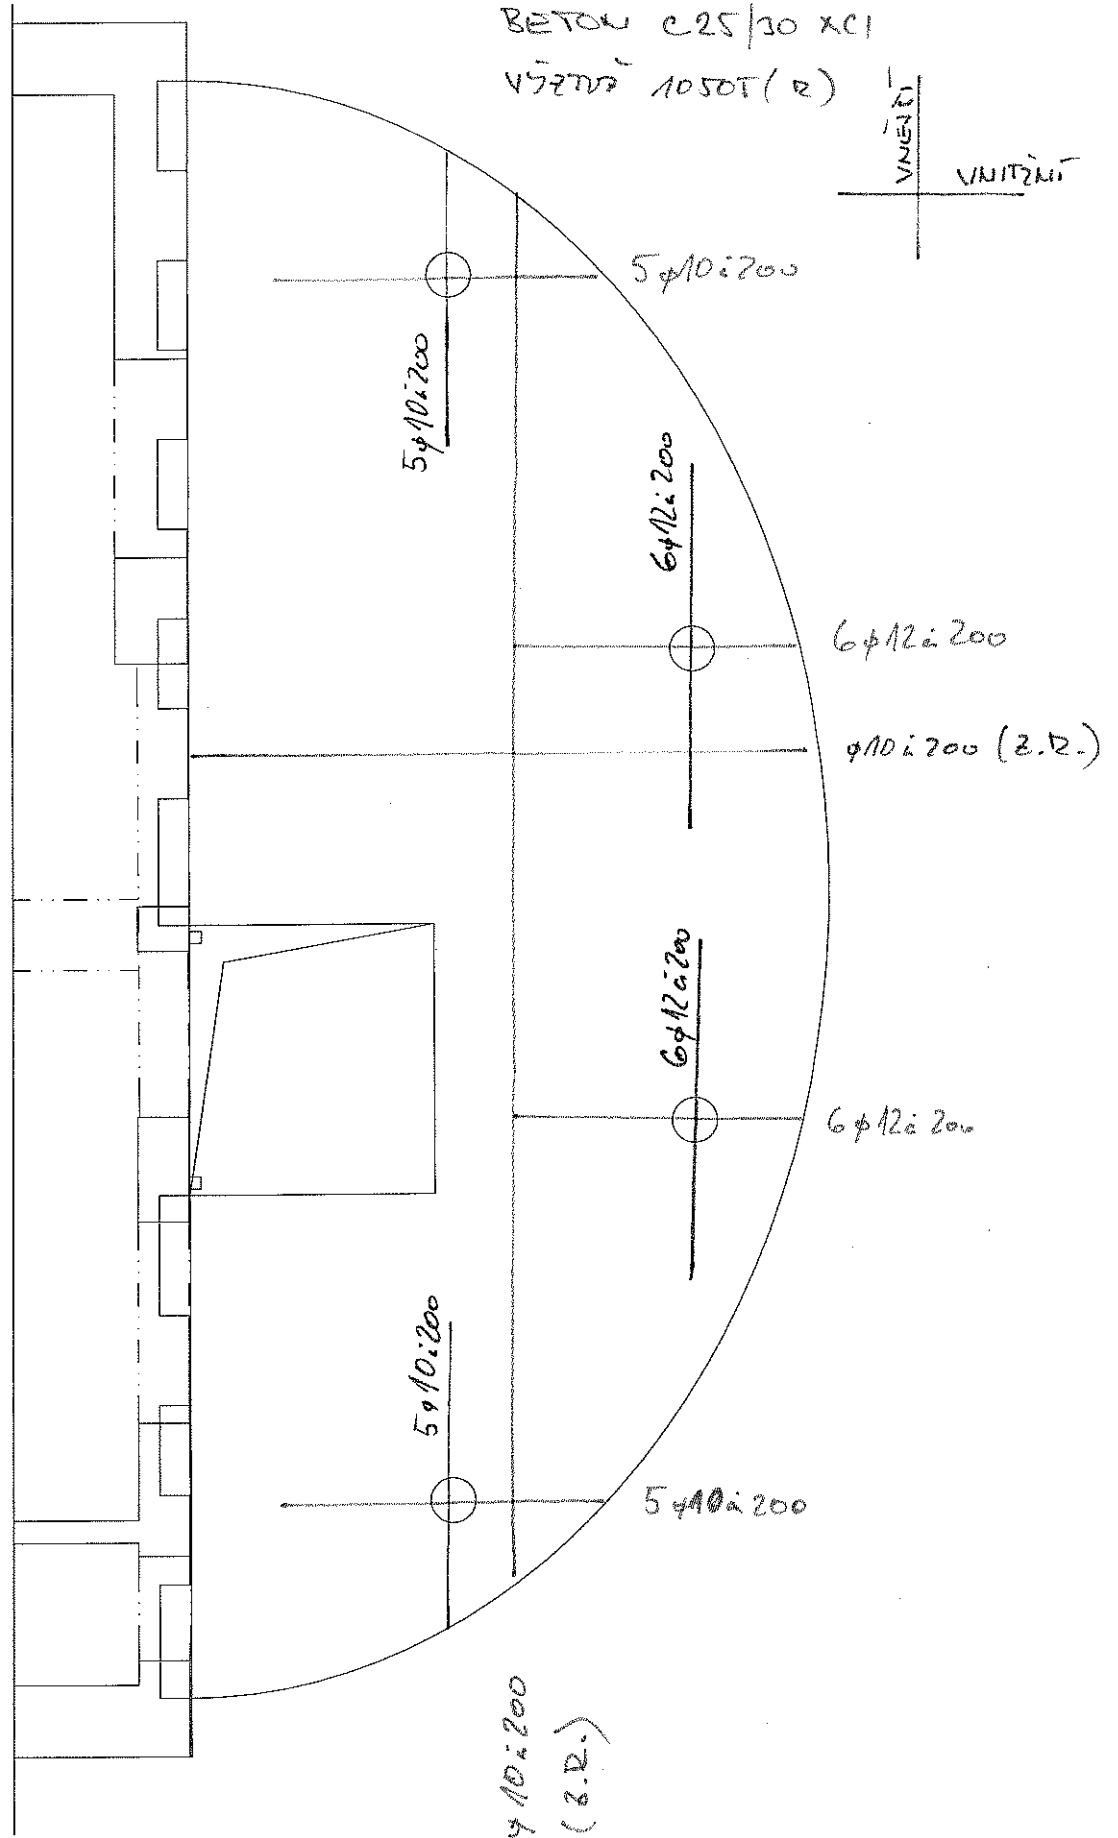 BETON C25/30 XC1
VÝZTUŽ 10505 (R)
VNĚJŠÍ
VNITŘNÍ
5ϕ10 à 200
5ϕ10 à 200
6ϕ12 à 200
6ϕ12 à 200
ϕ10 à 200 (Z.R.)
6ϕ12 à 200
6ϕ12 à 200
5ϕ10 à 200
5ϕ10 à 200
ϕ10 à 200
(Z.R.)